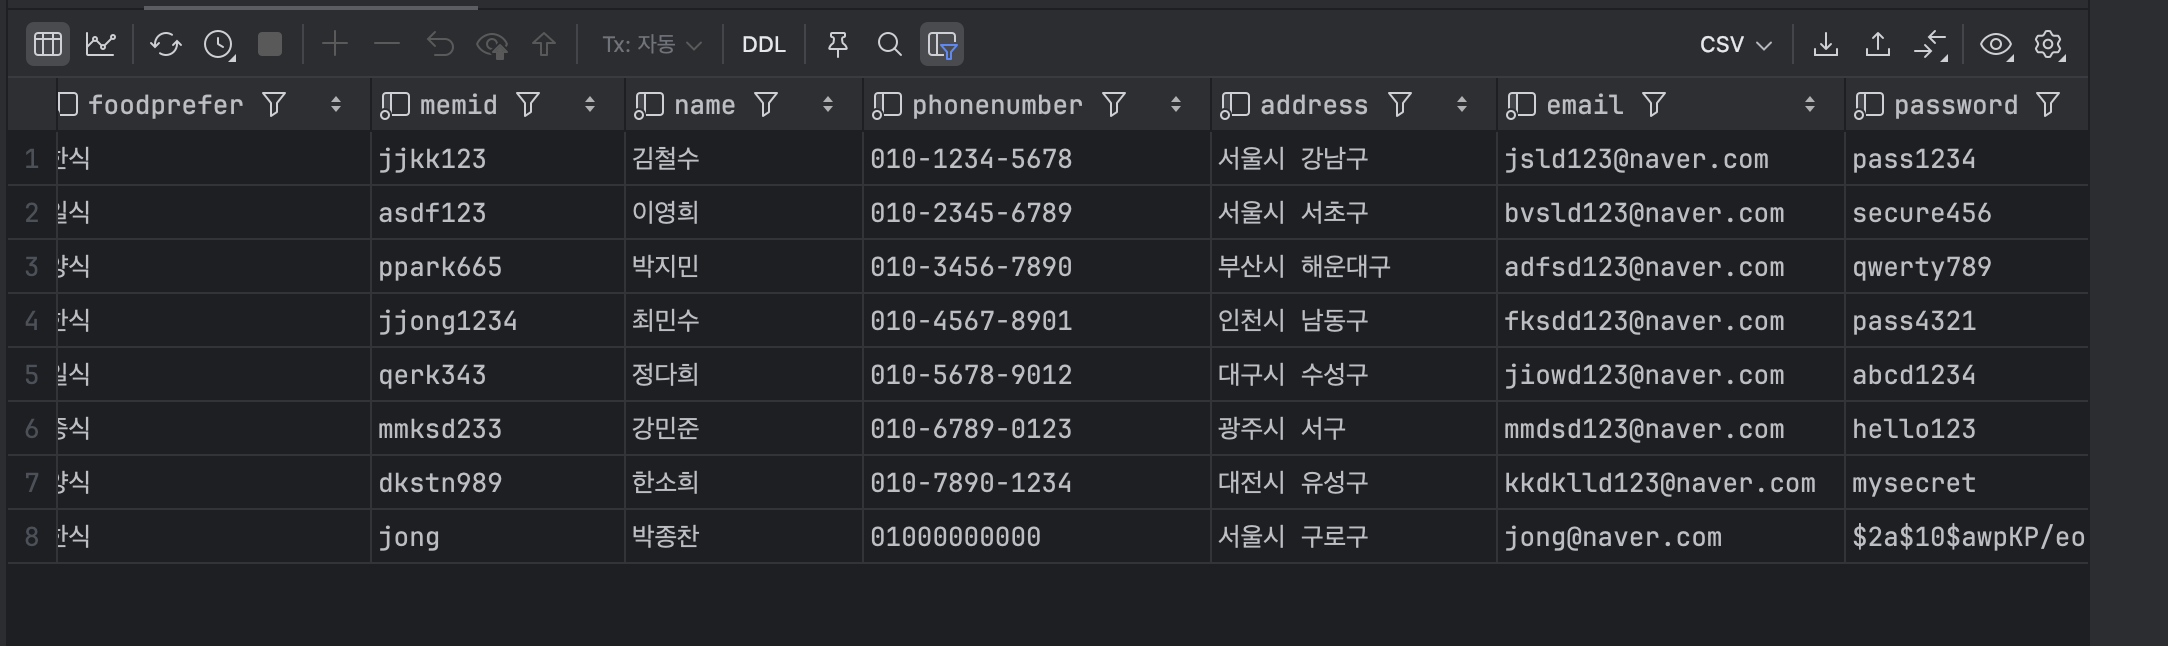 Tx: 자동 DDL CSV
foodprefer memid name phonenumber address email password
1 한식 jjkk123 김철수 010-1234-5678 서울시 강남구 jsld123@naver.com pass1234
2 일식 asdf123 이영희 010-2345-6789 서울시 서초구 bvsld123@naver.com secure456
3 양식 ppark665 박지민 010-3456-7890 부산시 해운대구 adfsd123@naver.com qwerty789
4 한식 jjong1234 최민수 010-4567-8901 인천시 남동구 fksdd123@naver.com pass4321
5 일식 qerk343 정다희 010-5678-9012 대구시 수성구 jiowd123@naver.com abcd1234
6 중식 mmksd233 강민준 010-6789-0123 광주시 서구 mmdsd123@naver.com hello123
7 양식 dkstn989 한소희 010-7890-1234 대전시 유성구 kkdklld123@naver.com mysecret
8 한식 jong 박종찬 01000000000 서울시 구로구 jong@naver.com $2a$10$awpKP/eo